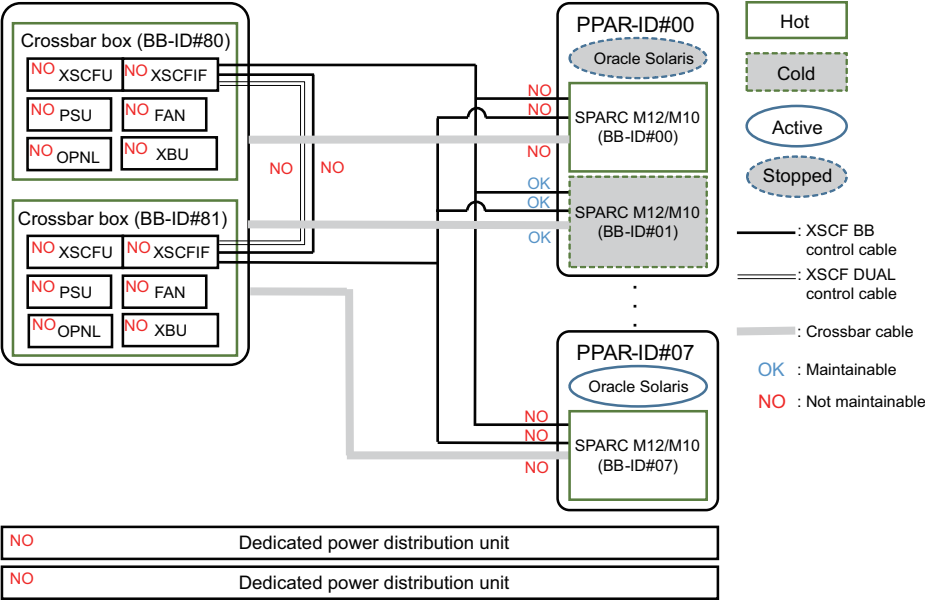 Crossbar box (BB-ID#80)
NO XSCFU NO XSCFIF
NO PSU NO FAN
NO OPNL NO XBU
NO NO
Crossbar box (BB-ID#81)
NO XSCFU NO XSCFIF
NO PSU NO FAN
NO OPNL NO XBU
PPAR-ID#00
Oracle Solaris
NO
NO
SPARC M12/M10
(BB-ID#00)
NO
OK
OK
SPARC M12/M10
(BB-ID#01)
OK
PPAR-ID#07
Oracle Solaris
NO
NO
SPARC M12/M10
(BB-ID#07)
NO
Hot
Cold
Active
Stopped
: XSCF BB
control cable
: XSCF DUAL
control cable
: Crossbar cable
OK : Maintainable
NO : Not maintainable
NO Dedicated power distribution unit
NO Dedicated power distribution unit